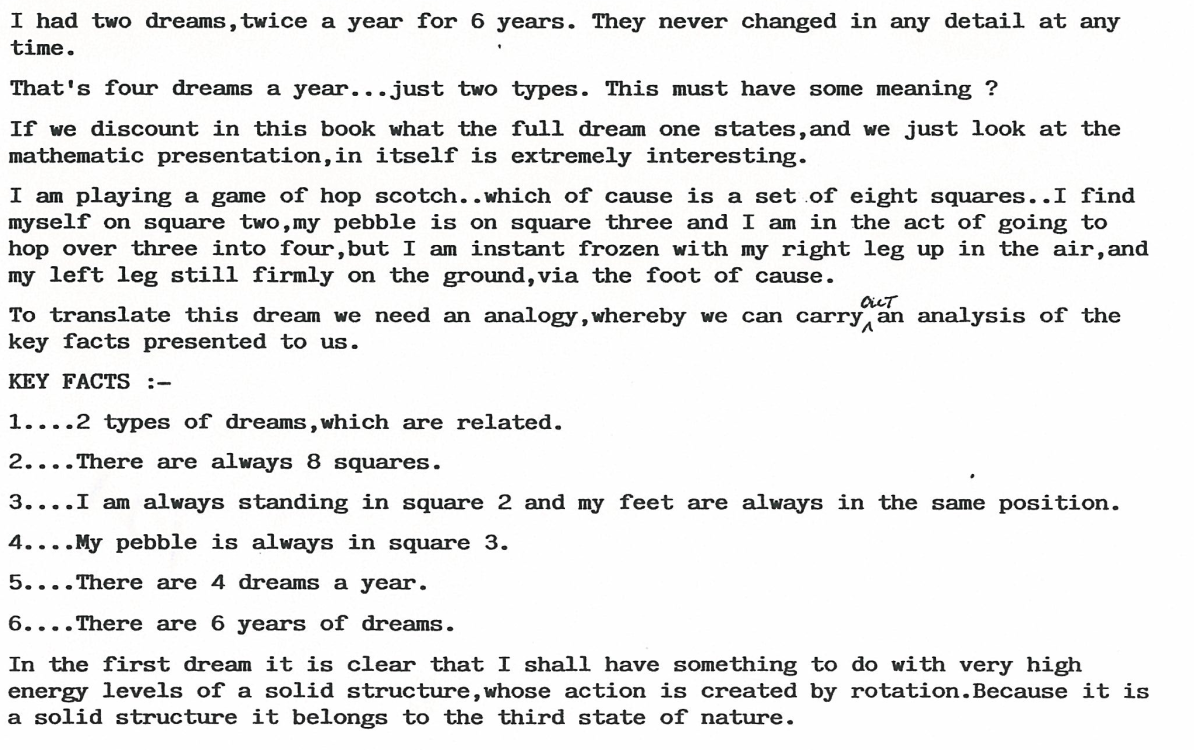 I had two dreams,twice a year for 6 years. They never changed in any detail at any
time.
That's four dreams a year...just two types. This must have some meaning ?
If we discount in this book what the full dream one states,and we just look at the
mathematic presentation,in itself is extremely interesting.
I am playing a game of hop scotch..which of cause is a set of eight squares..I find
myself on square two,my pebble is on square three and I am in the act of going to
hop over three into four,but I am instant frozen with my right leg up in the air,and
my left leg still firmly on the ground,via the foot of cause.
OUT
To translate this dream we need an analogy,whereby we can carry an analysis of the
key facts presented to us.
KEY FACTS :-
1....2 types of dreams,which are related.
2....There are always 8 squares.
3....I am always standing in square 2 and my feet are always in the same position.
4....My pebble is always in square 3.
5....There are 4 dreams a year.
6....There are 6 years of dreams.
In the first dream it is clear that I shall have something to do with very high
energy levels of a solid structure,whose action is created by rotation.Because it is
a solid structure it belongs to the third state of nature.